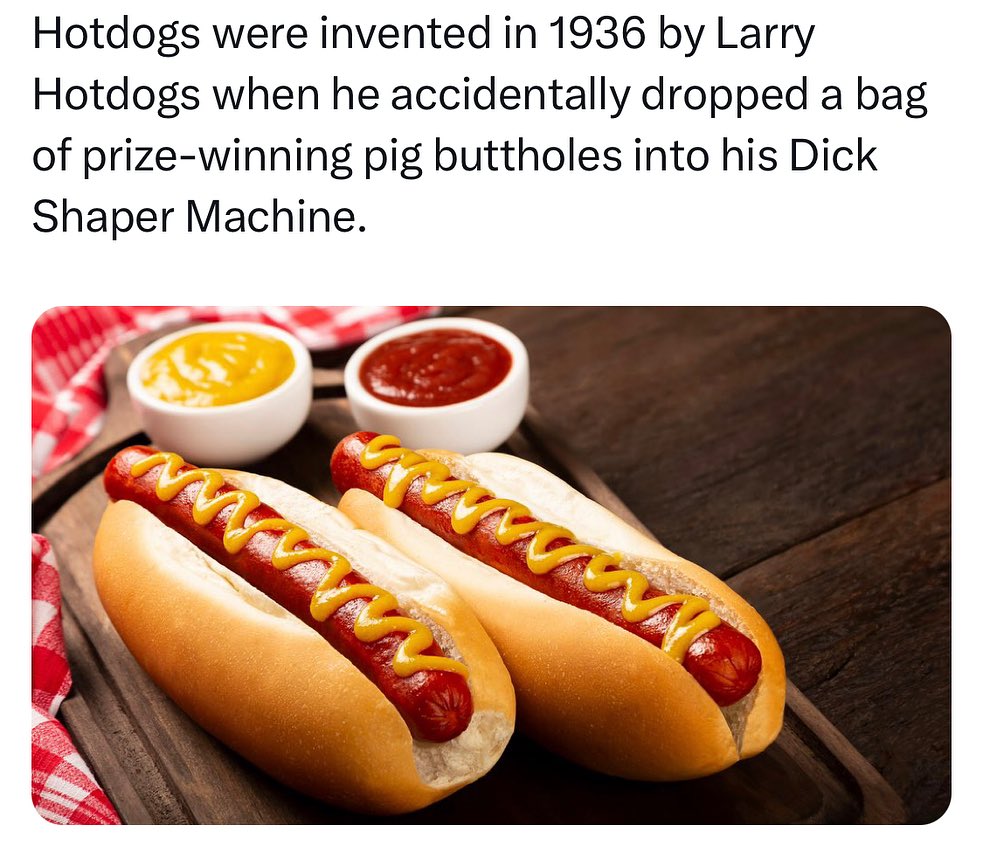 Hotdogs were invented in 1936 by Larry
Hotdogs when he accidentally dropped a bag
of prize-winning pig buttholes into his Dick
Shaper Machine.